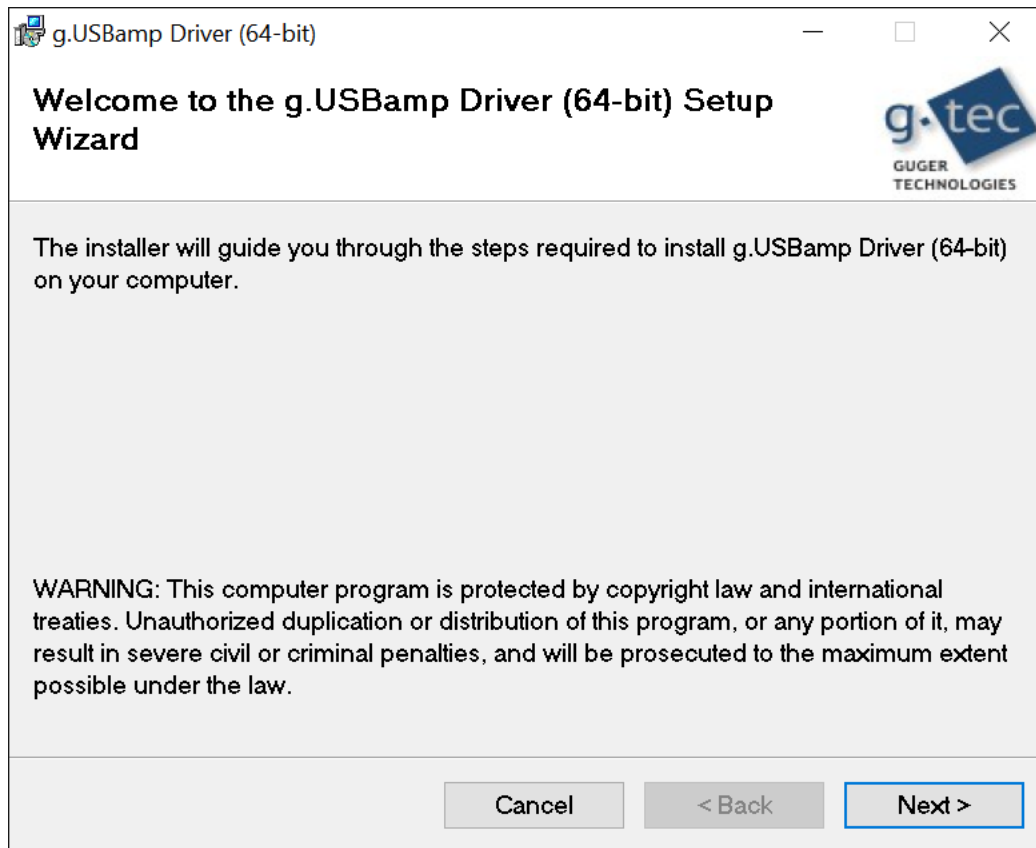 g.USBamp Driver (64-bit)
Welcome to the g.USBamp Driver (64-bit) Setup
Wizard
g.tec
GUGER
TECHNOLOGIES
The installer will guide you through the steps required to install g.USBamp Driver (64-bit)
on your computer.
WARNING: This computer program is protected by copyright law and international
treaties. Unauthorized duplication or distribution of this program, or any portion of it, may
result in severe civil or criminal penalties, and will be prosecuted to the maximum extent
possible under the law.
Cancel
< Back
Next >